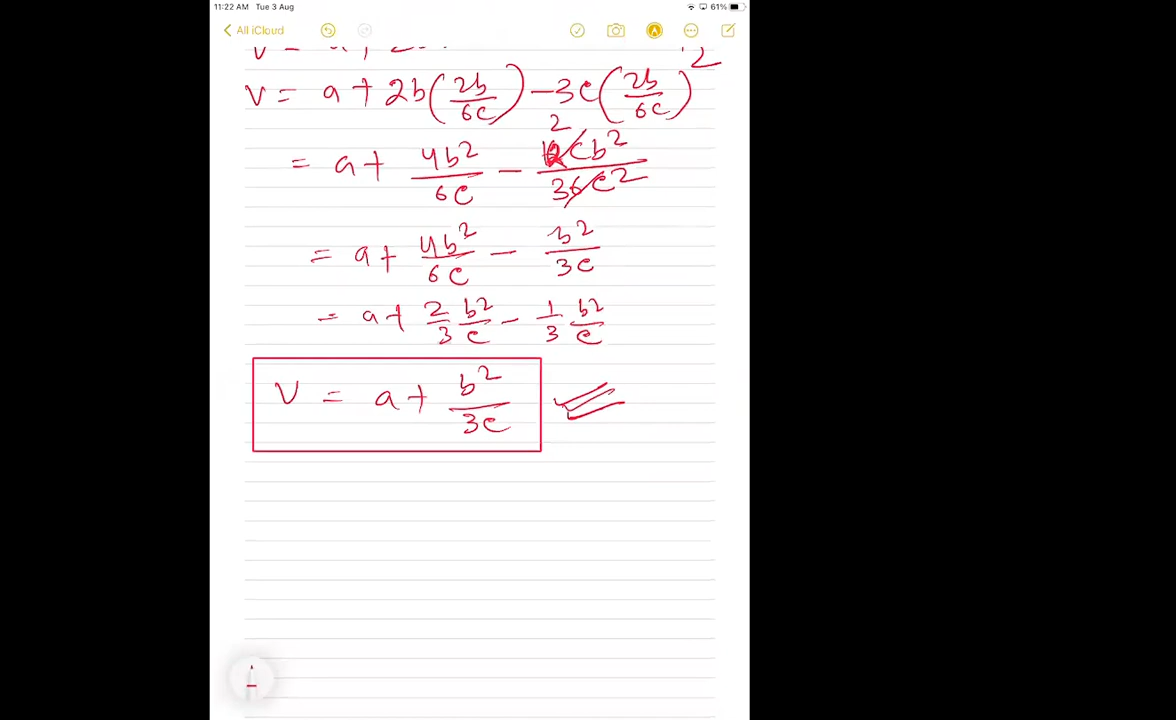 11:22 AM Tue 3 Aug 61%
All iCloud
V = a + 2b(2b/6c) - 3c(2b/6c)²
= a + 4b²/6c - 12cb²/36c² 2
= a + 4b²/6c - b²/3c
= a + 2/3 b²/c - 1/3 b²/c
V = a + b²/3c